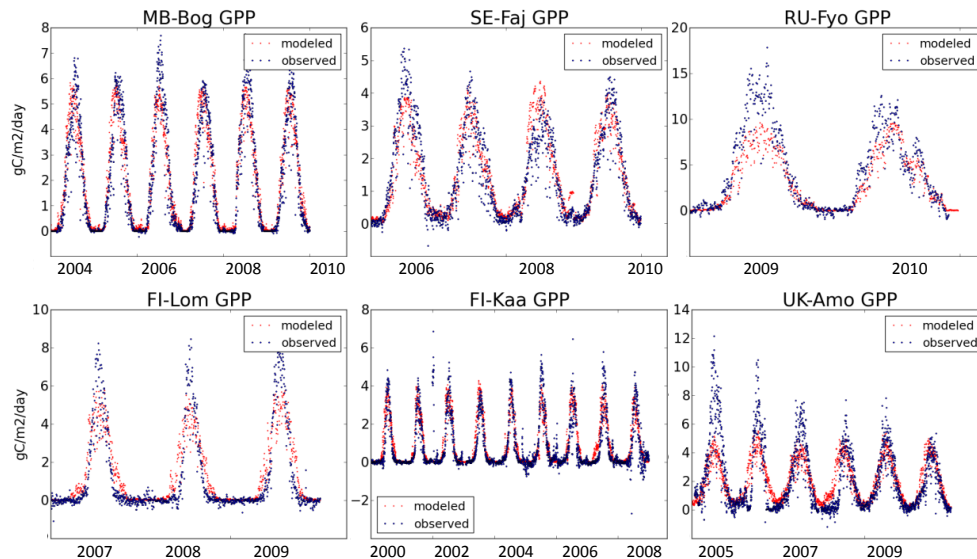 MB-Bog GPP
gC/m2/day
8
7
6
5
4
3
2
1
0
modeled
observed
2004 2006 2008 2010
SE-Faj GPP
6
5
4
3
2
1
0
modeled
observed
2006 2008 2010
RU-Fyo GPP
20
15
10
5
0
modeled
observed
2009 2010
FI-Lom GPP
gC/m2/day
10
8
6
4
2
0
modeled
observed
2007 2008 2009
FI-Kaa GPP
8
6
4
2
0
−2
modeled
observed
2000 2002 2004 2006 2008
UK-Amo GPP
14
12
10
8
6
4
2
0
modeled
observed
2005 2007 2009